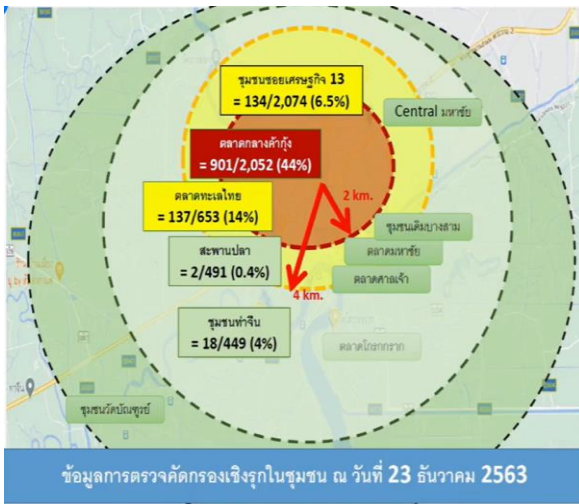 ชุมชนซอยเศรษฐกิจ 13
= 134/2,074 (6.5%)
Central มหาชัย
ตลาดกลางค้ากุ้ง
= 901/2,052 (44%)
2 km.
ตลาดทะเลไทย
= 137/653 (14%)
ชุมชนเดิมบางสาม
ตลาดมหาชัย
สะพานปลา
= 2/491 (0.4%)
ตลาดศาลเจ้า
4 km.
ชุมชนท่าจีน
= 18/449 (4%)
ตลาดโกรกกราก
ชุมชนวัดบัณฑูรย์
ข้อมูลการตรวจคัดกรองเชิงรุกในชุมชน ณ วันที่ 23 ธันวาคม 2563